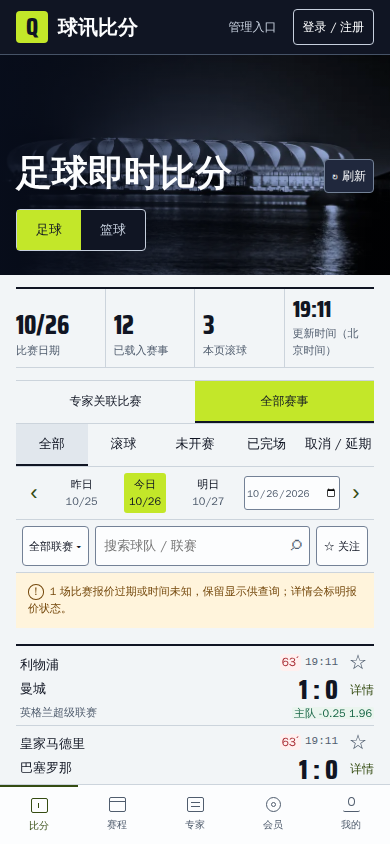 Q 球讯比分 管理入口 登录 / 注册
足球即时比分 ↻ 刷新
足球 篮球
10/26 12 3 19:11
比赛日期 已载入赛事 本页滚球 更新时间（北
京时间）
专家关联比赛 全部赛事
全部 滚球 未开赛 已完场 取消 / 延期
‹ 昨日 今日 明日 10/26/2026 ›
10/25 10/26 10/27
全部联赛 搜索球队 / 联赛 ☆ 关注
! 1 场比赛报价过期或时间未知，保留显示供查询；详情会标明报
价状态。
利物浦 63' 19:11 ☆
曼城 1 : 0 详情
英格兰超级联赛 主队 -0.25 1.96
皇家马德里 63' 19:11 ☆
巴塞罗那 1 : 0 详情
比分 赛程 专家 会员 我的